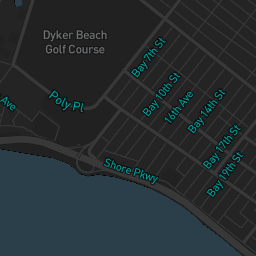 Dyker Beach
Golf Course
Bay 7th St
Bay 10th St
16th Ave
Bay 14th St
Poly Pl
Ave
Bay 17th St
Bay 19th St
Shore Pkwy